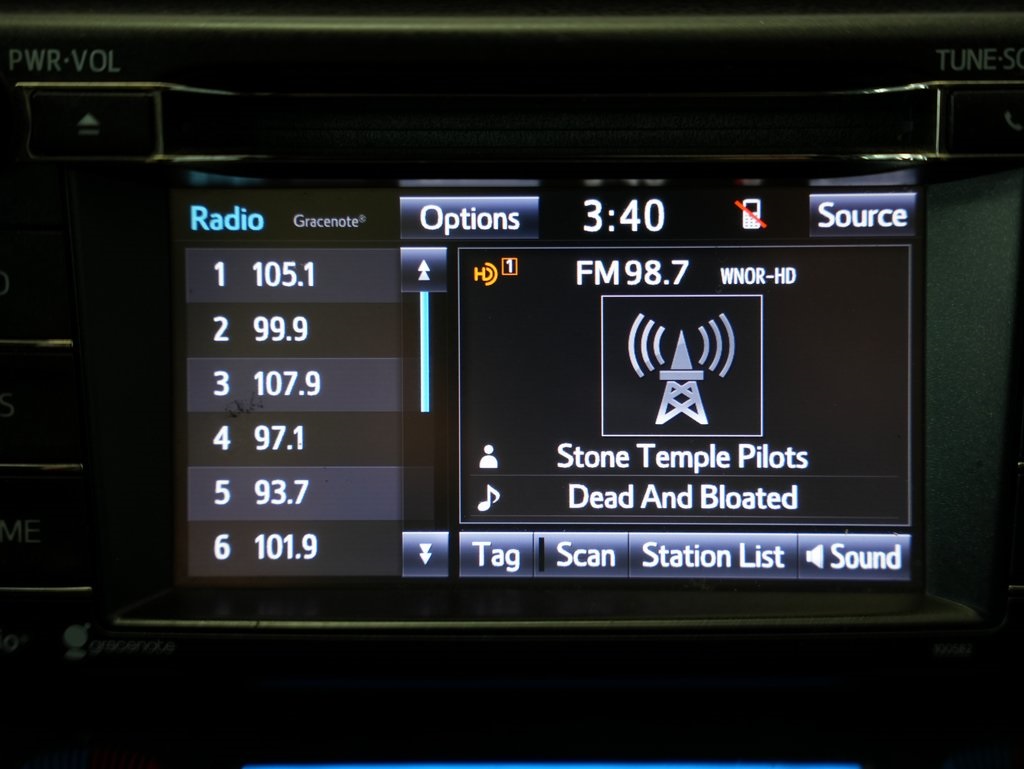 PWR·VOL
TUNE·SC
Radio
Gracenote®
Options
3:40
Source
1 105.1
2 99.9
3 107.9
4 97.1
5 93.7
6 101.9
HD 1
FM 98.7 WNOR-HD
Stone Temple Pilots
Dead And Bloated
Tag
Scan
Station List
Sound
ME
gracenote